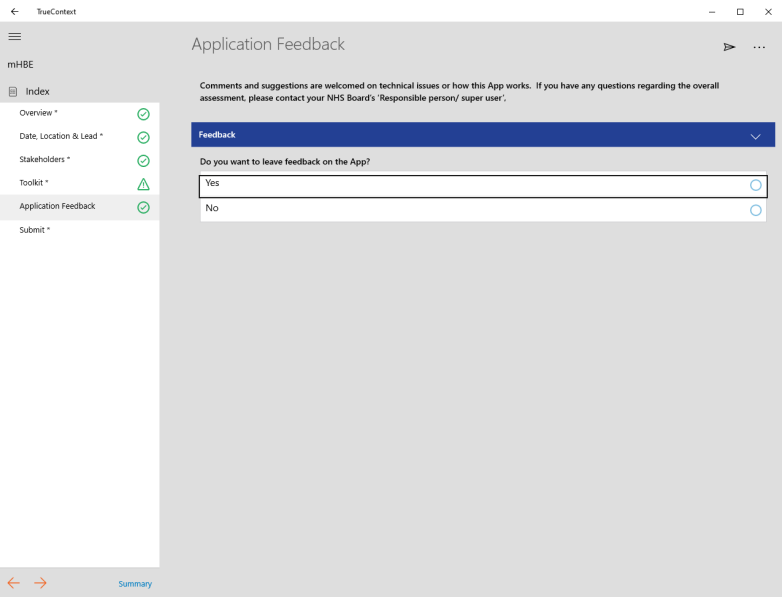 TrueContext
mHBE
Index
Overview *
Date, Location & Lead *
Stakeholders *
Toolkit *
Application Feedback
Submit *
Summary
Application Feedback
Comments and suggestions are welcomed on technical issues or how this App works.  If you have any questions regarding the overall
assessment, please contact your NHS Board's 'Responsible person/ super user',
Feedback
Do you want to leave feedback on the App?
Yes
No